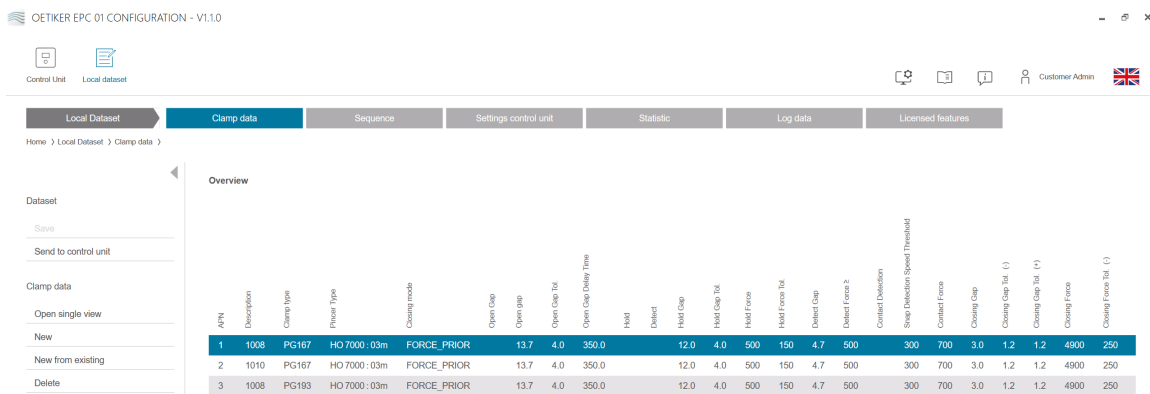 OETIKER EPC 01 CONFIGURATION - V1.1.0
Control Unit
Local dataset
Customer Admin
Local Dataset
Clamp data
Sequence
Settings control unit
Statistic
Log data
Licensed features
Home > Local Dataset > Clamp data >
Overview
Dataset
Save
Send to control unit
Clamp data
Open single view
New
New from existing
Delete
APN
Description
Clamp type
Pincer Type
Closing mode
Open Gap
Open gap
Open Gap Tol.
Open Gap Delay Time
Hold
Detect
Hold Gap
Hold Gap Tol.
Hold Force
Hold Force Tol.
Detect Gap
Detect Force ≥
Contact Detection
Snap Detection Speed Threshold
Contact Force
Closing Gap
Closing Gap Tol. (-)
Closing Gap Tol. (+)
Closing Force
Closing Force Tol. (-)
1 1008 PG167 HO 7000 : 03m FORCE_PRIOR 13.7 4.0 350.0 12.0 4.0 500 150 4.7 500 300 700 3.0 1.2 1.2 4900 250
2 1010 PG167 HO 7000 : 03m FORCE_PRIOR 13.7 4.0 350.0 12.0 4.0 500 150 4.7 500 300 700 3.0 1.2 1.2 4900 250
3 1008 PG193 HO 7000 : 03m FORCE_PRIOR 13.7 4.0 350.0 12.0 4.0 500 150 4.7 500 300 700 3.0 1.2 1.2 4900 250